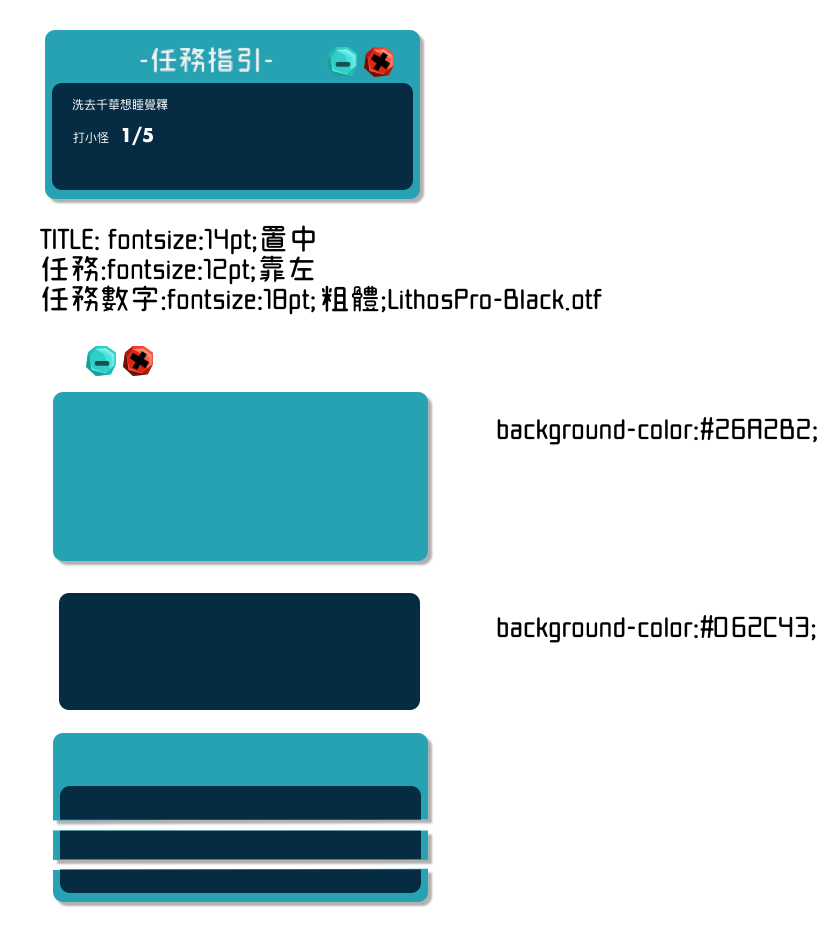 -任務指引-
洗去千華想睡覺釋
打小怪 1/5
TITLE: fontsize:14pt;置中
任務:fontsize:12pt;靠左
任務數字:fontsize:18pt;粗體;LithosPro-Black.otf
background-color:#26A2B2;
background-color:#062C43;